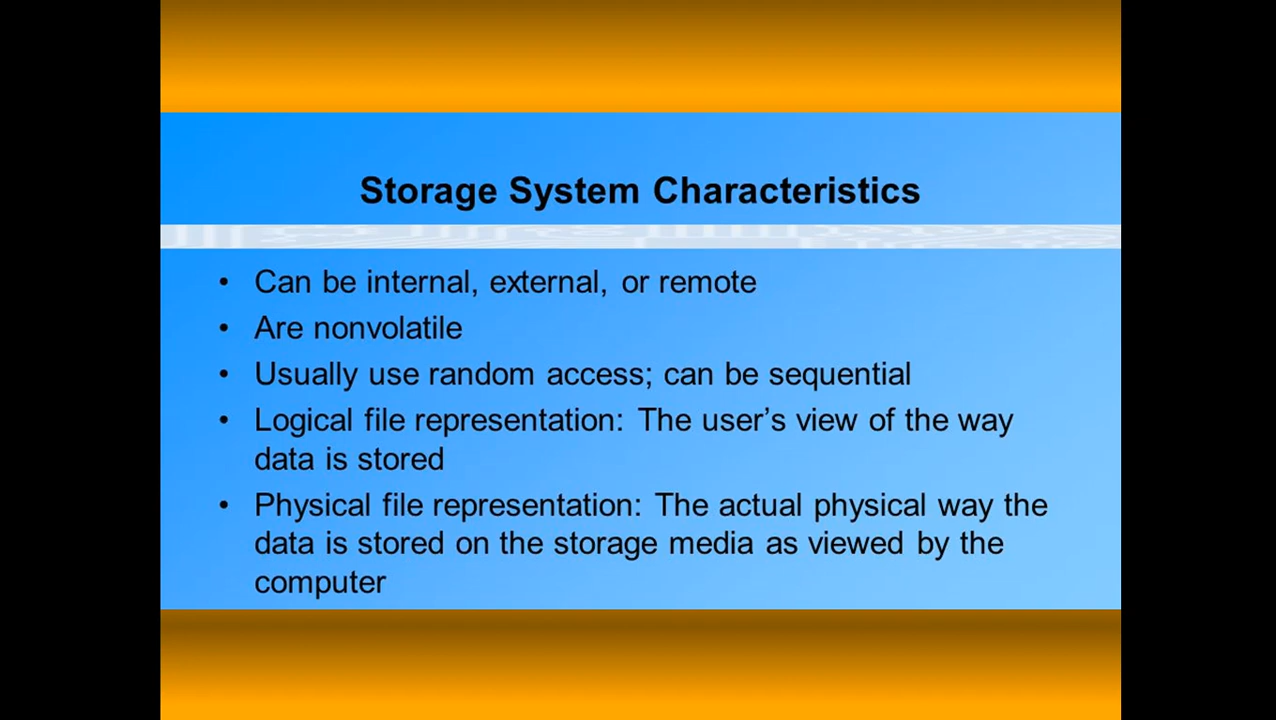 Storage System Characteristics
• Can be internal, external, or remote
• Are nonvolatile
• Usually use random access; can be sequential
• Logical file representation: The user’s view of the way
data is stored
• Physical file representation: The actual physical way the
data is stored on the storage media as viewed by the
computer